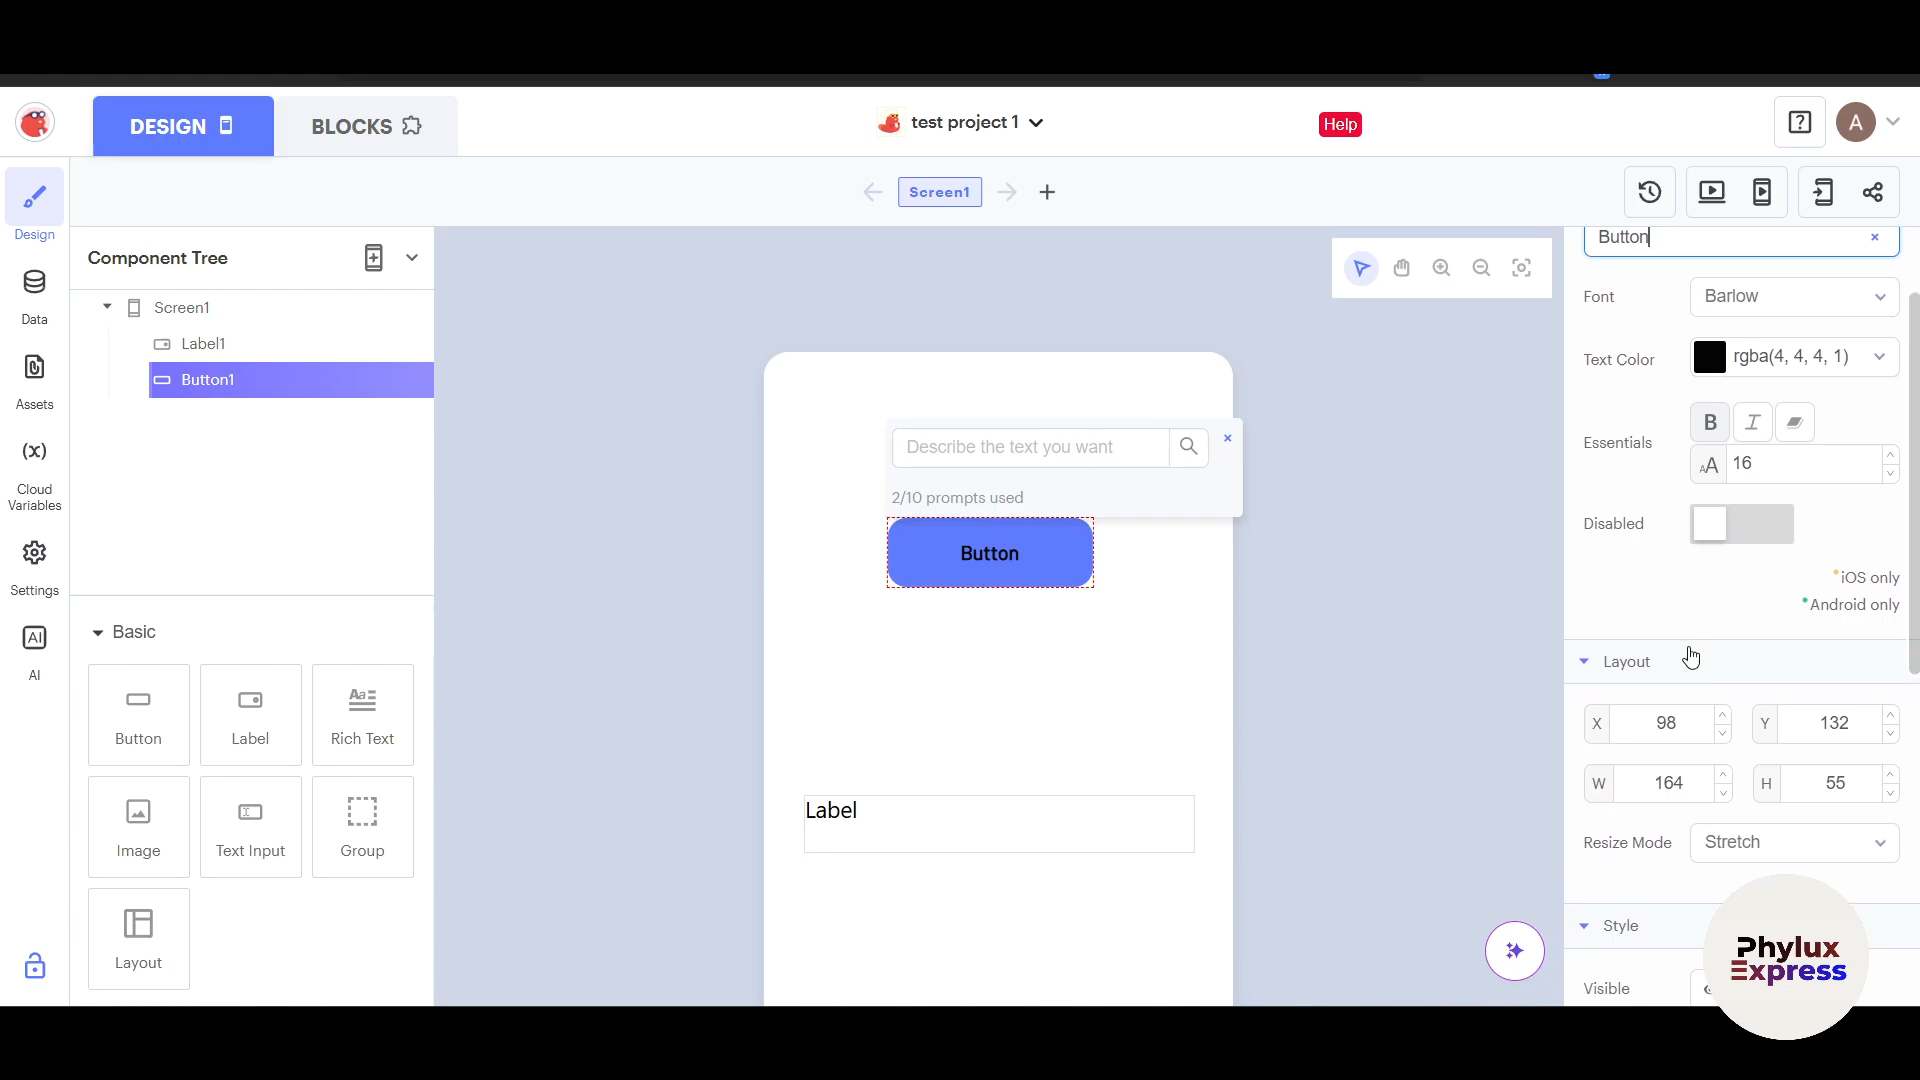 DESIGN
BLOCKS
test project 1
Help
A
Screen1
Design
Data
Assets
(x)
Cloud
Variables
Settings
AI
AI
Component Tree
Screen1
Label1
Button1
Basic
Button
Label
Aa
Rich Text
Image
Text Input
Group
Layout
Describe the text you want
2/10 prompts used
Button
Label
Button
Font
Barlow
Text Color
rgba(4, 4, 4, 1)
Essentials
B I
AA 16
Disabled
iOS only
Android only
Layout
X 98 Y 132
W 164 H 55
Resize Mode
Stretch
Style
Visible
Phylux
Express